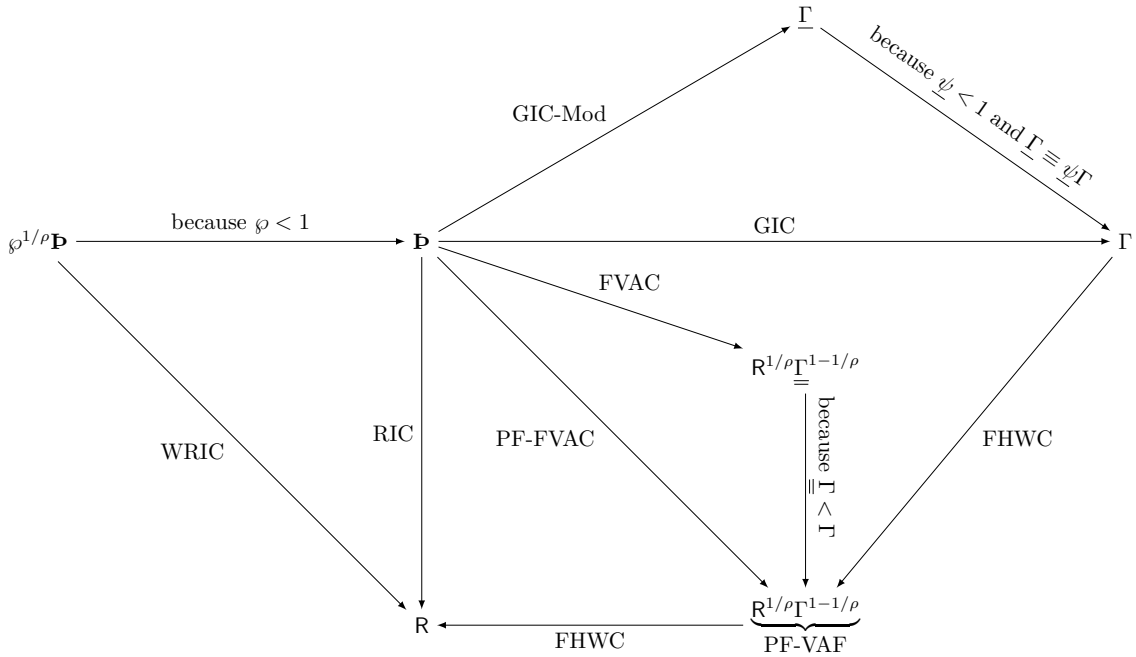 Γ̲
because ψ̲ < 1 and Γ̲ ≡ ψ̲Γ
GIC-Mod
℘^{1/ρ}Þ
because ℘ < 1
Þ
GIC
Γ
FVAC
R^{1/ρ}Γ̳^{1−1/ρ}
WRIC
RIC
PF-FVAC
because Γ̳ < Γ
FHWC
R
FHWC
R^{1/ρ}Γ^{1−1/ρ}
PF-VAF